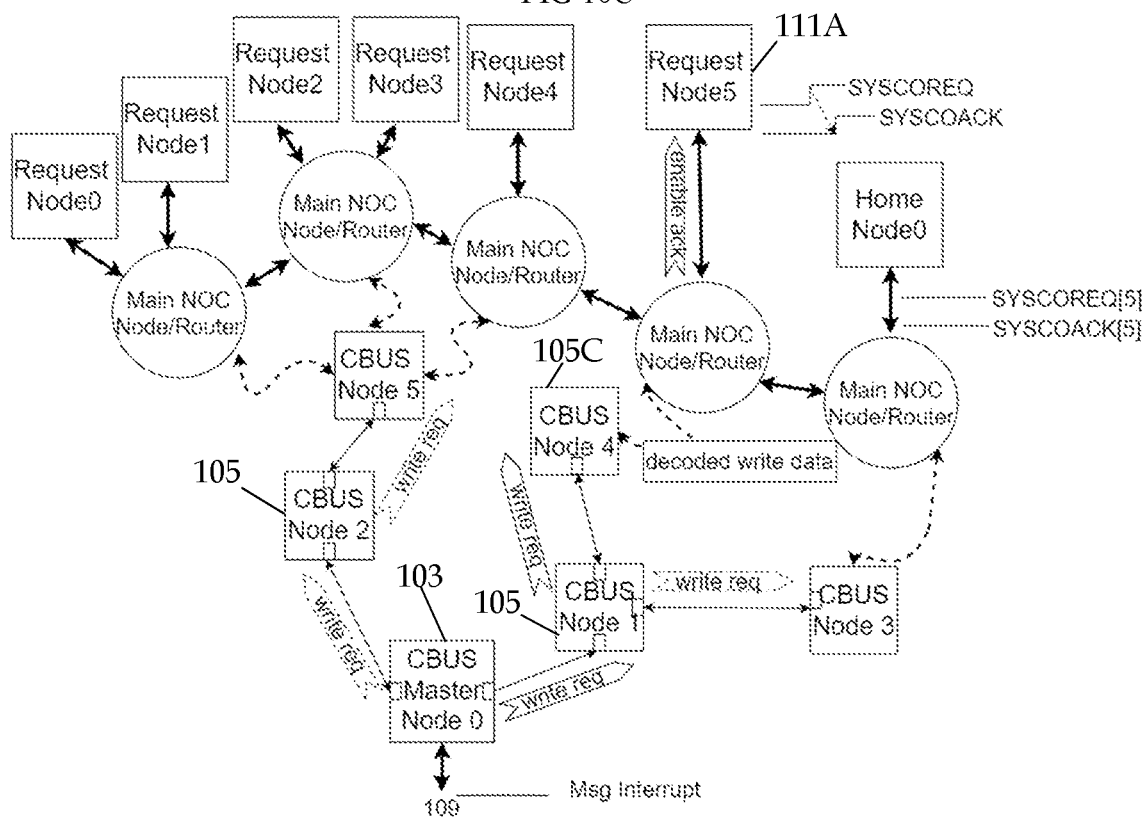 FIG 10C
111A
Request
Node2
Request
Node3
Request
Node4
Request
Node5
SYSCOREQ
SYSCOACK
Request
Node1
Request
Node0
enable ack
Home
Node0
Main NOC
Node/Router
Main NOC
Node/Router
Main NOC
Node/Router
Main NOC
Node/Router
Main NOC
Node/Router
SYSCOREQ[5]
SYSCOACK[5]
CBUS
Node 5
105C
CBUS
Node 4
decoded write data
write req
105
CBUS
Node 2
write req
write req
103
105
CBUS
Node 1
write req
CBUS
Node 3
CBUS
Master
Node 0
write req
109
Msg Interrupt